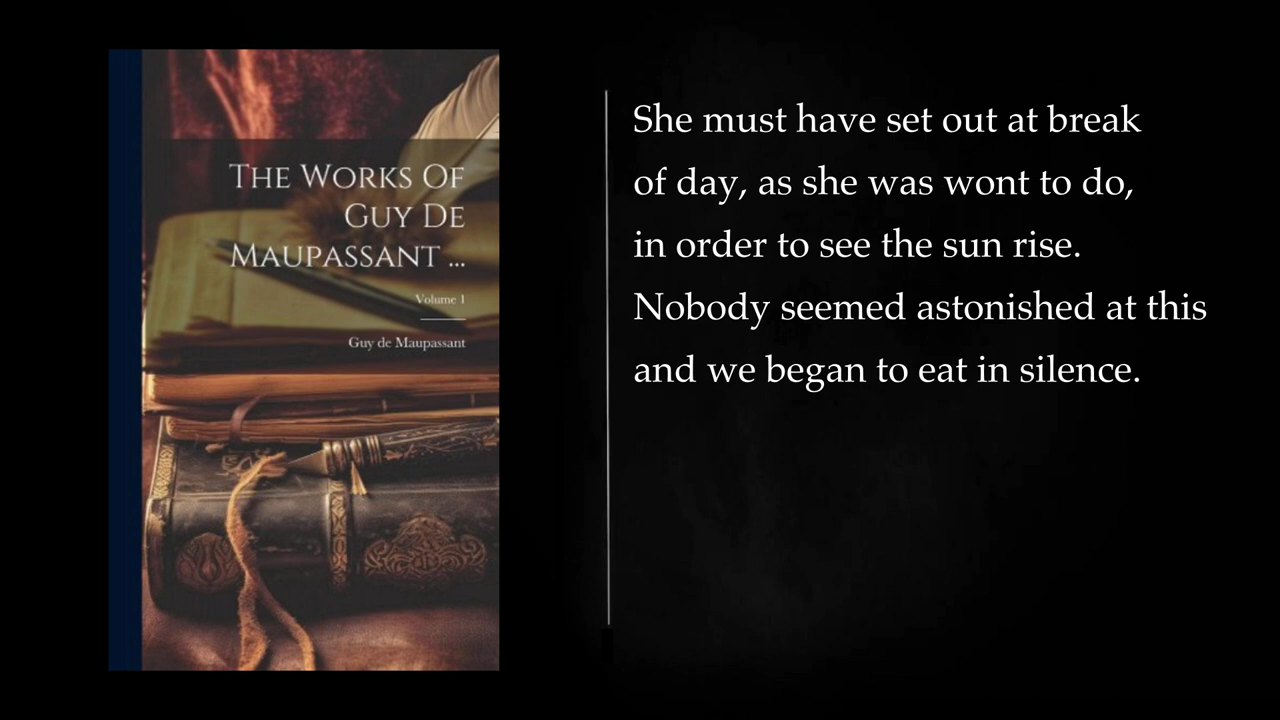 The Works Of
Guy De
Maupassant ...
Volume 1
Guy de Maupassant
She must have set out at break
of day, as she was wont to do,
in order to see the sun rise.
Nobody seemed astonished at this
and we began to eat in silence.